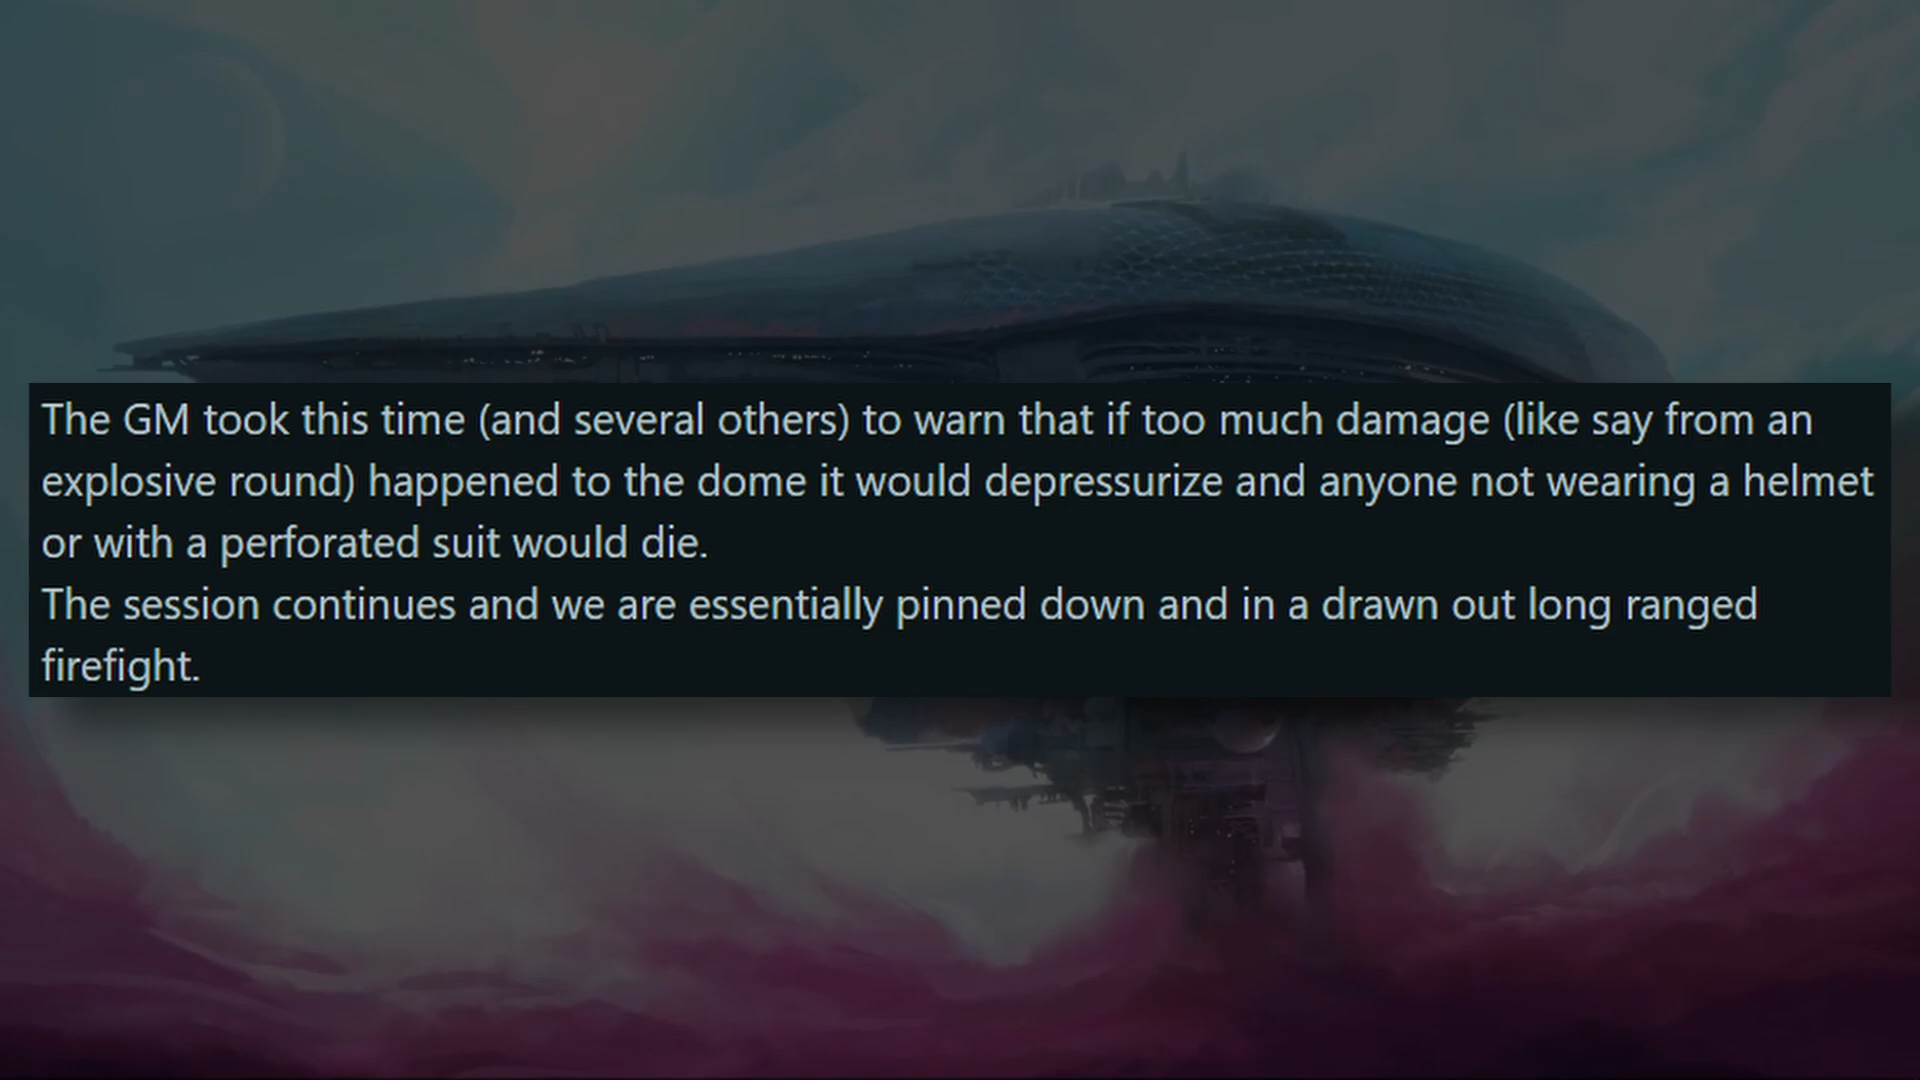 The GM took this time (and several others) to warn that if too much damage (like say from an
explosive round) happened to the dome it would depressurize and anyone not wearing a helmet
or with a perforated suit would die.
The session continues and we are essentially pinned down and in a drawn out long ranged
firefight.